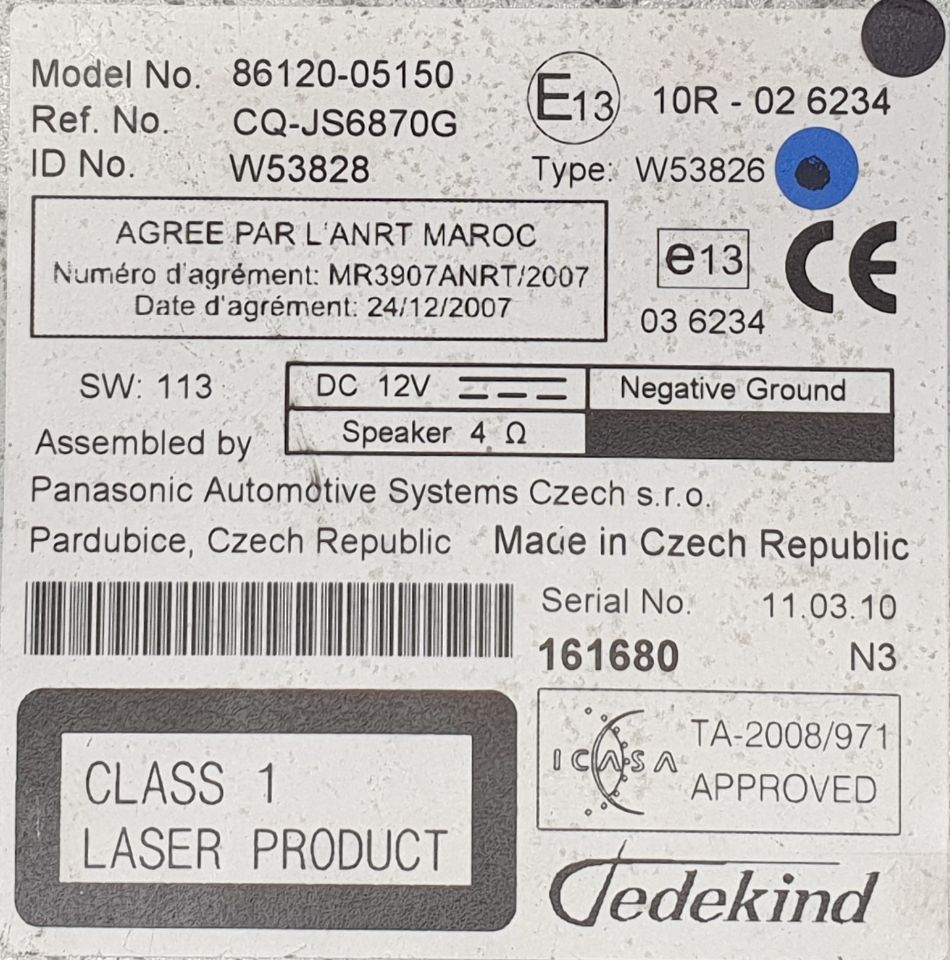 Model No. 86120-05150
Ref. No. CQ-JS6870G
ID No. W53828
E13 10R - 02 6234
Type: W53826
AGREE PAR L'ANRT MAROC
Numéro d'agrément: MR3907ANRT/2007
Date d'agrément: 24/12/2007
e13
03 6234
CE
SW: 113
DC 12V
Negative Ground
Speaker 4 Ω
Assembled by
Panasonic Automotive Systems Czech s.r.o.
Pardubice, Czech Republic
Made in Czech Republic
Serial No. 11.03.10
161680 N3
CLASS 1
LASER PRODUCT
ICASA
TA-2008/971
APPROVED
Jedekind